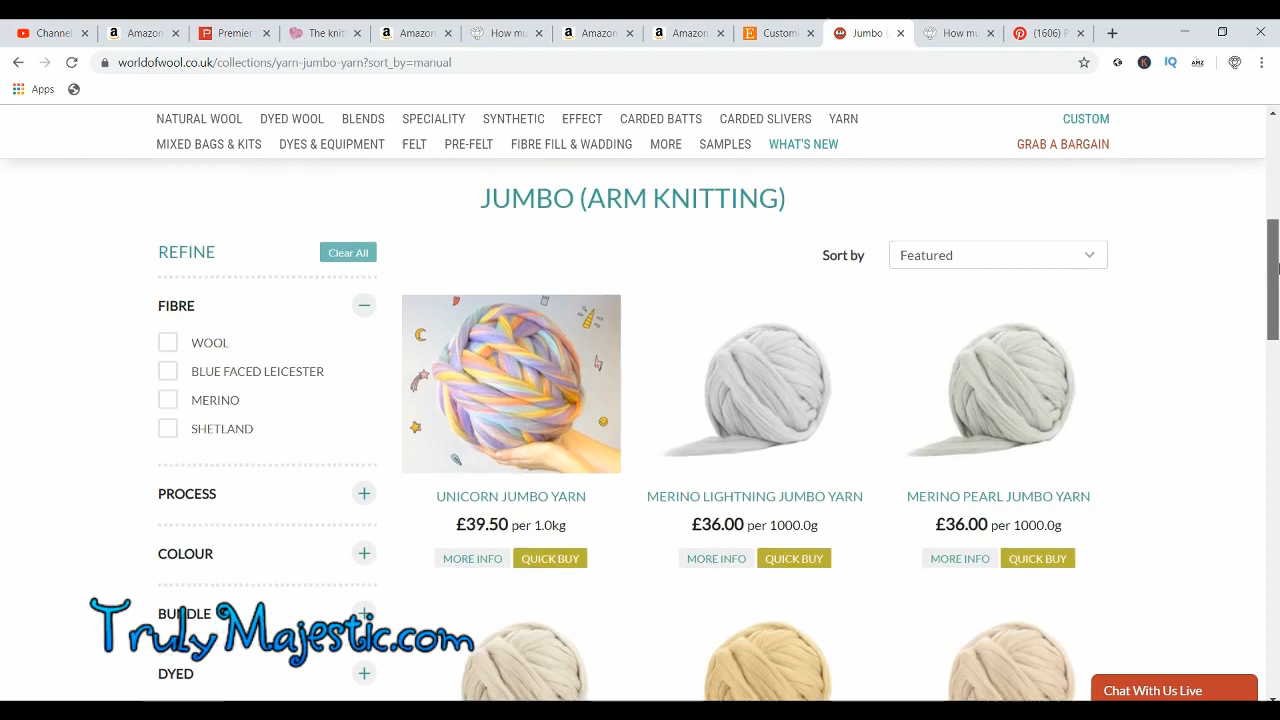 Channel
Amazon
Premier
The knit
Amazon
How mu
Amazon
Amazon
Customi
Jumbo
How mu
(1606) P
worldofwool.co.uk/collections/yarn-jumbo-yarn?sort_by=manual
Apps
NATURAL WOOL DYED WOOL BLENDS SPECIALITY SYNTHETIC EFFECT CARDED BATTS CARDED SLIVERS YARN CUSTOM
MIXED BAGS & KITS DYES & EQUIPMENT FELT PRE-FELT FIBRE FILL & WADDING MORE SAMPLES WHAT'S NEW GRAB A BARGAIN
JUMBO (ARM KNITTING)
REFINE Clear All
Sort by Featured
FIBRE
WOOL
BLUE FACED LEICESTER
MERINO
SHETLAND
PROCESS
COLOUR
BUNDLE
DYED
UNICORN JUMBO YARN
£39.50 per 1.0kg
MORE INFO QUICK BUY
MERINO LIGHTNING JUMBO YARN
£36.00 per 1000.0g
MORE INFO QUICK BUY
MERINO PEARL JUMBO YARN
£36.00 per 1000.0g
MORE INFO QUICK BUY
TrulyMajestic.com
Chat With Us Live